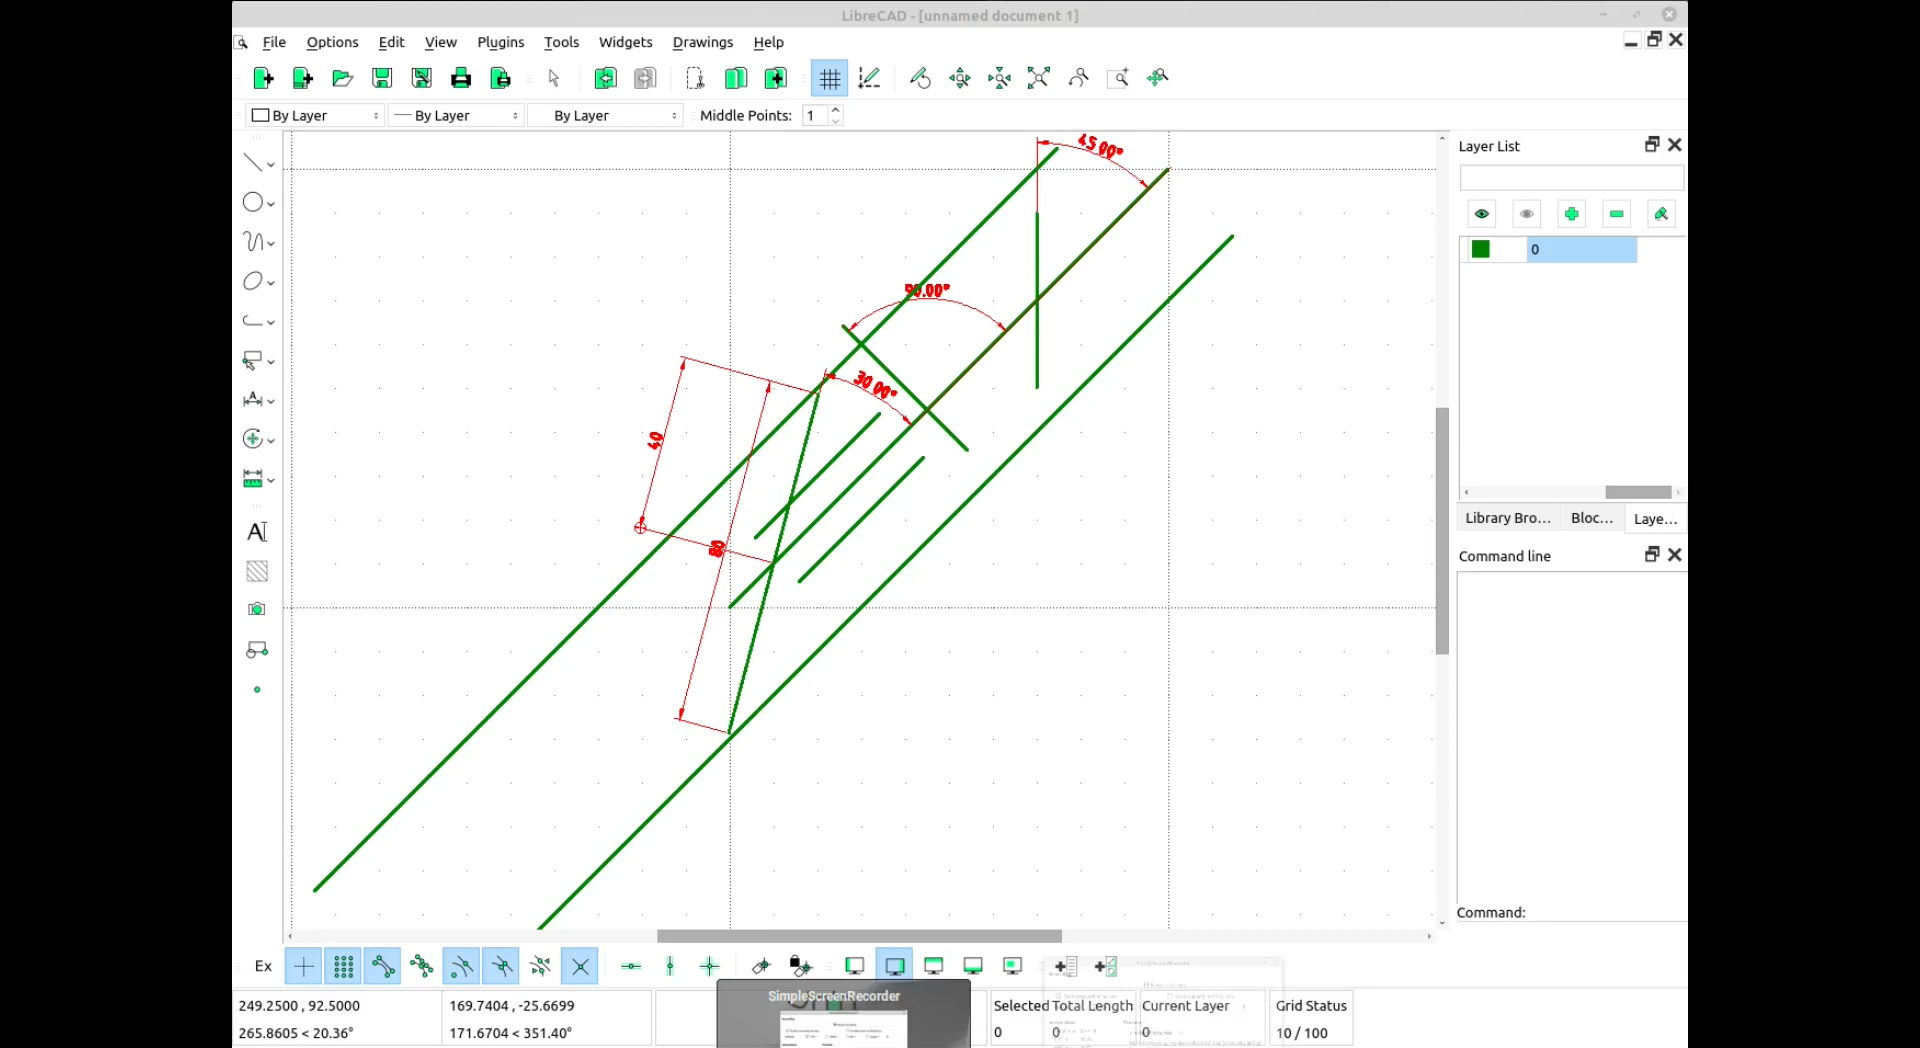 LibreCAD - [unnamed document 1]
File Options Edit View Plugins Tools Widgets Drawings Help
By Layer By Layer By Layer Middle Points: 1
Layer List
0
45.00°
90.00°
30.00°
40
80
Library Bro... Bloc... Laye...
Command line
Command:
Ex
SimpleScreenRecorder
249.2500 , 92.5000 169.7404 , -25.6699 Selected Total Length Current Layer Grid Status
265.8605 < 20.36° 171.6704 < 351.40° 0 0 0 10 / 100